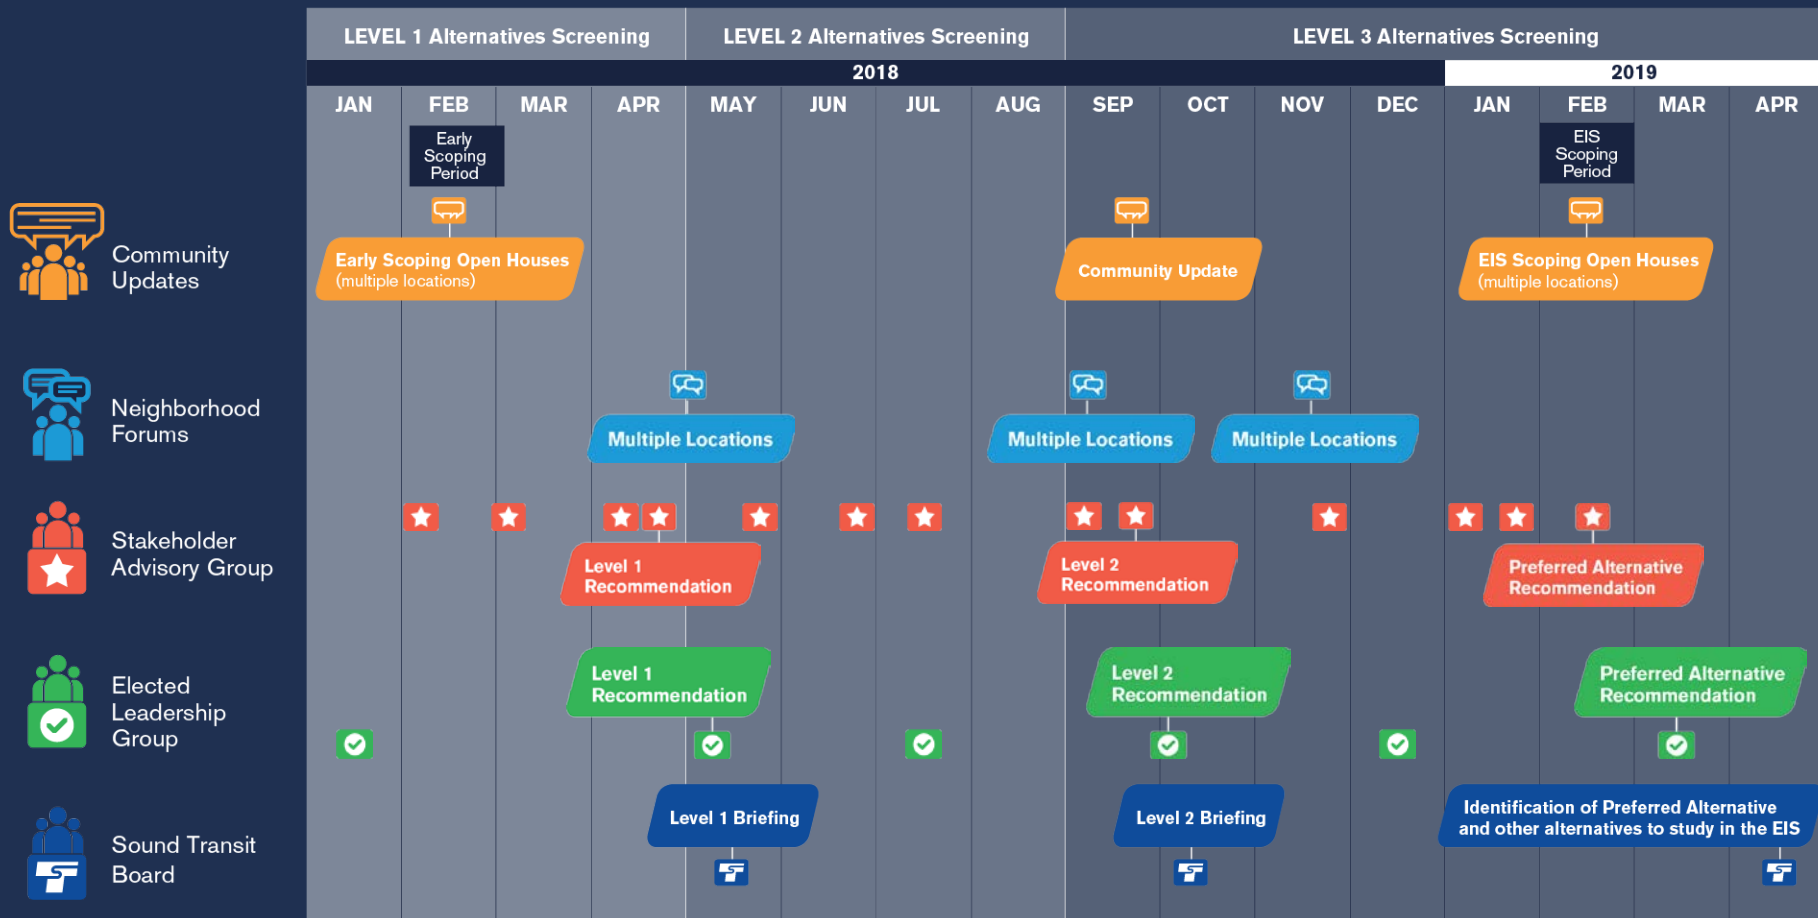 LEVEL 1 Alternatives Screening
LEVEL 2 Alternatives Screening
LEVEL 3 Alternatives Screening
2018
2019
JAN
FEB
MAR
APR
MAY
JUN
JUL
AUG
SEP
OCT
NOV
DEC
JAN
FEB
MAR
APR
Early
Scoping
Period
EIS
Scoping
Period
Community
Updates
Early Scoping Open Houses
(multiple locations)
Community Update
EIS Scoping Open Houses
(multiple locations)
Neighborhood
Forums
Multiple Locations
Multiple Locations
Multiple Locations
Stakeholder
Advisory Group
Level 1
Recommendation
Level 2
Recommendation
Preferred Alternative
Recommendation
Elected
Leadership
Group
Level 1
Recommendation
Level 2
Recommendation
Preferred Alternative
Recommendation
Sound Transit
Board
Level 1 Briefing
Level 2 Briefing
Identification of Preferred Alternative
and other alternatives to study in the EIS